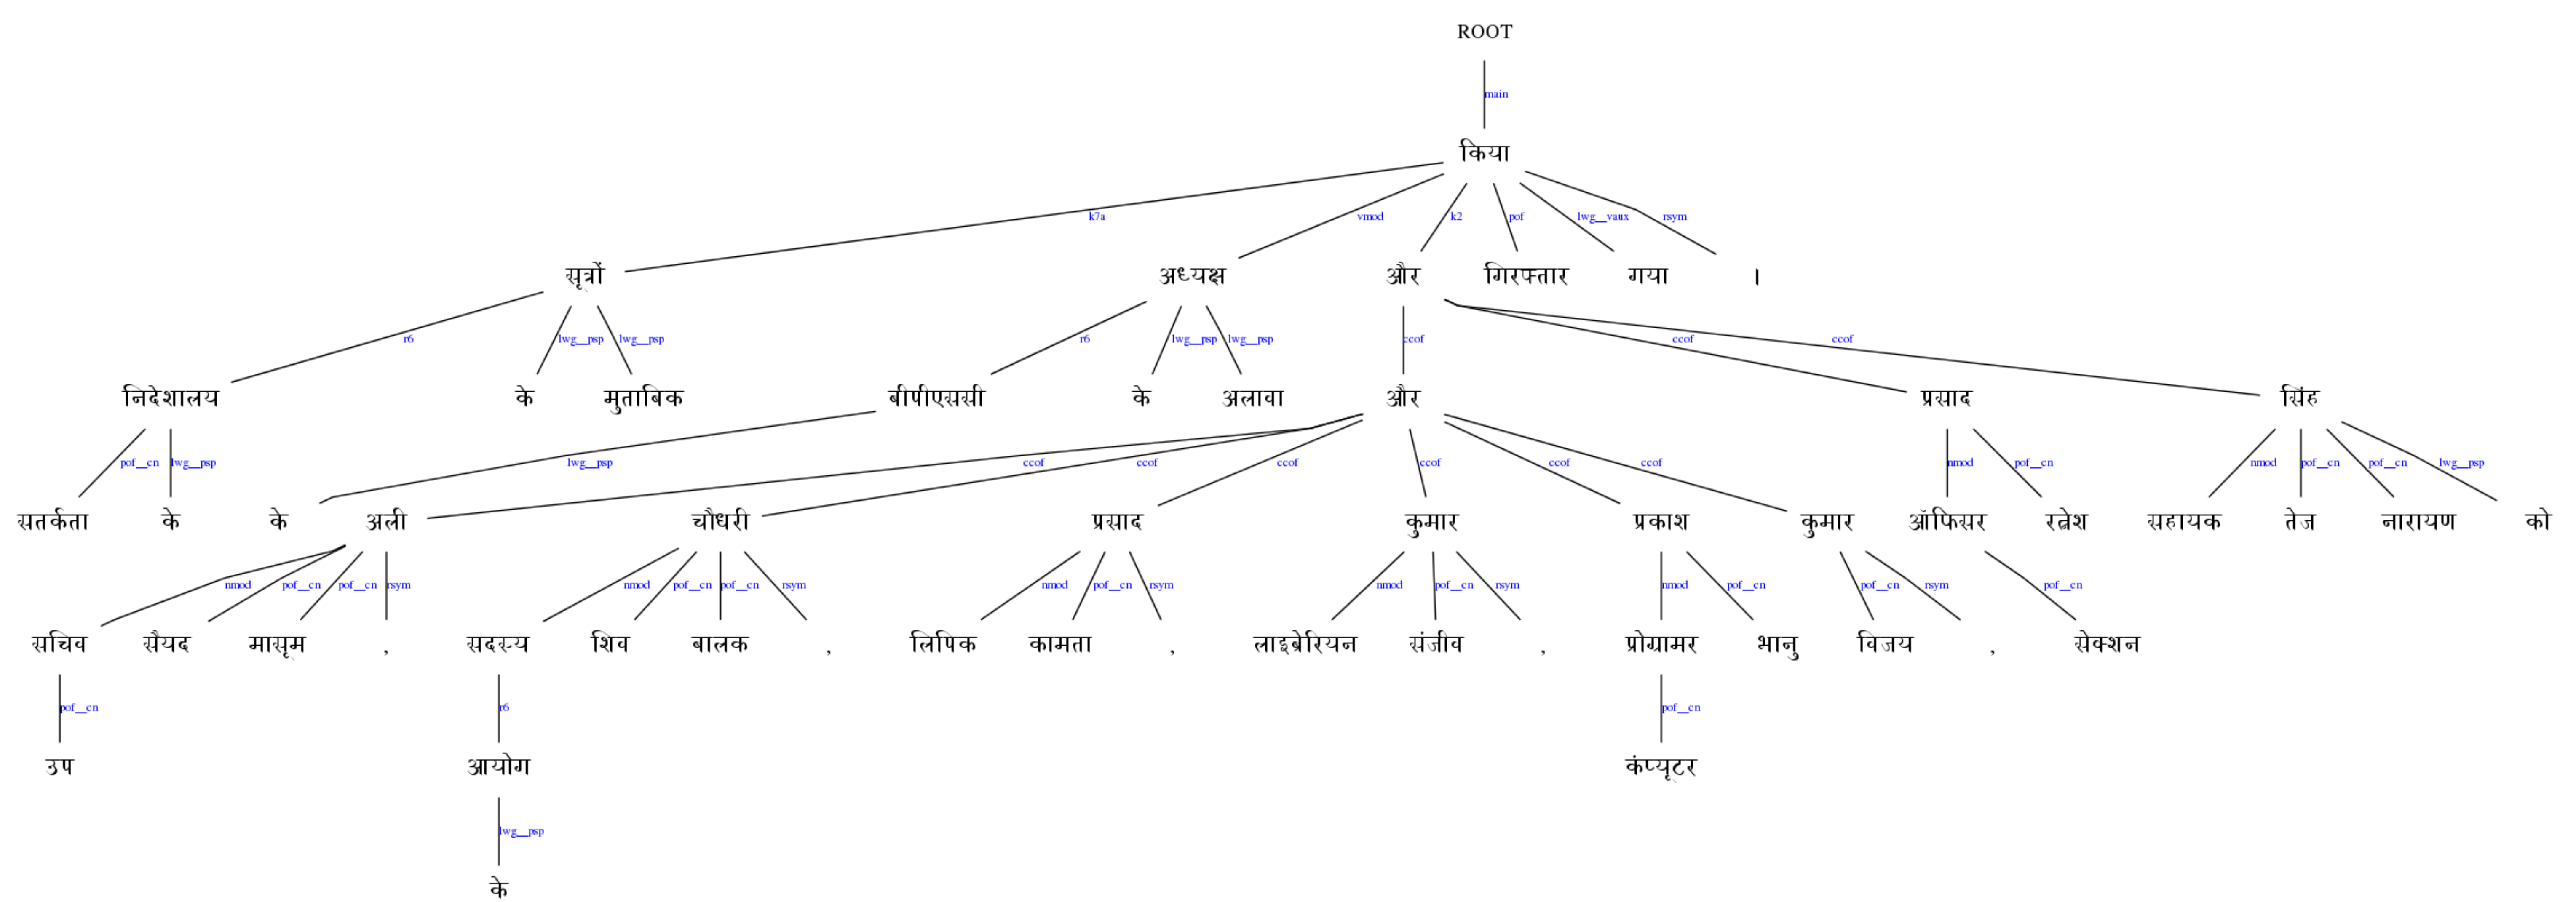 ROOT
main
किया
k7a vmod k2 pof lwg__vaux rsym
सूत्रों अध्यक्ष और गिरफ्तार गया ।
r6 lwg__psp lwg__psp r6 lwg__psp lwg__psp ccof ccof ccof
निदेशालय के मुताबिक बीपीएससी के अलावा और प्रसाद सिंह
pof__cn lwg__psp lwg__psp ccof ccof ccof ccof ccof ccof nmod pof__cn nmod pof__cn pof__cn lwg__psp
सतर्कता के के अली चौधरी प्रसाद कुमार प्रकाश कुमार ऑफिसर रत्नेश सहायक तेज नारायण को
nmod pof__cn pof__cn rsym nmod pof__cn pof__cn rsym nmod pof__cn rsym nmod pof__cn rsym nmod pof__cn pof__cn rsym pof__cn
सचिव सैयद मासूम , सदस्य शिव बालक , लिपिक कामता , लाइब्रेरियन संजीव , प्रोग्रामर भानु विजय , सेक्शन
pof__cn r6 pof__cn
उप आयोग कंप्यूटर
lwg__psp
के